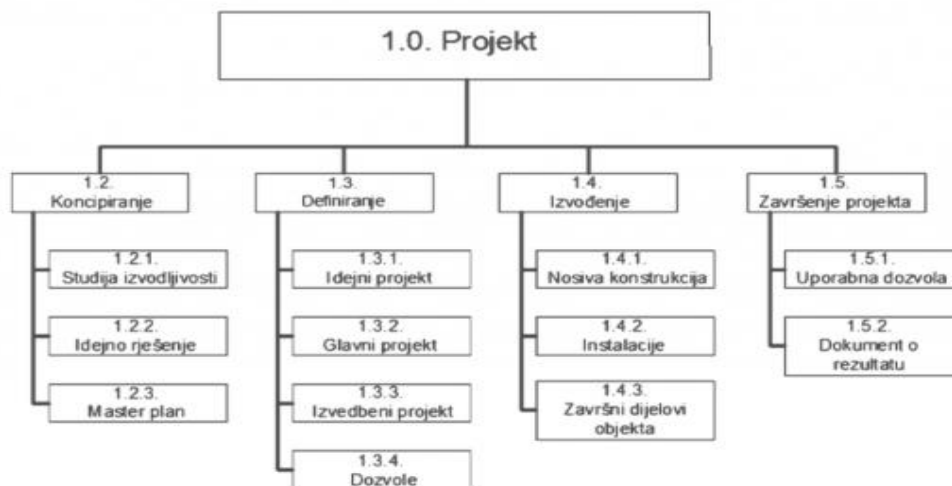 1.0. Projekt
1.2.
Koncipiranje
1.2.1.
Studija izvodljivosti
1.2.2.
Idejno rješenje
1.2.3.
Master plan
1.3.
Definiranje
1.3.1.
Idejni projekt
1.3.2.
Glavni projekt
1.3.3.
Izvedbeni projekt
1.3.4.
Dozvole
1.4.
Izvođenje
1.4.1.
Nosiva konstrukcija
1.4.2.
Instalacije
1.4.3.
Završni dijelovi
objekta
1.5.
Završenje projekta
1.5.1.
Uporabna dozvola
1.5.2.
Dokument o
rezultatu